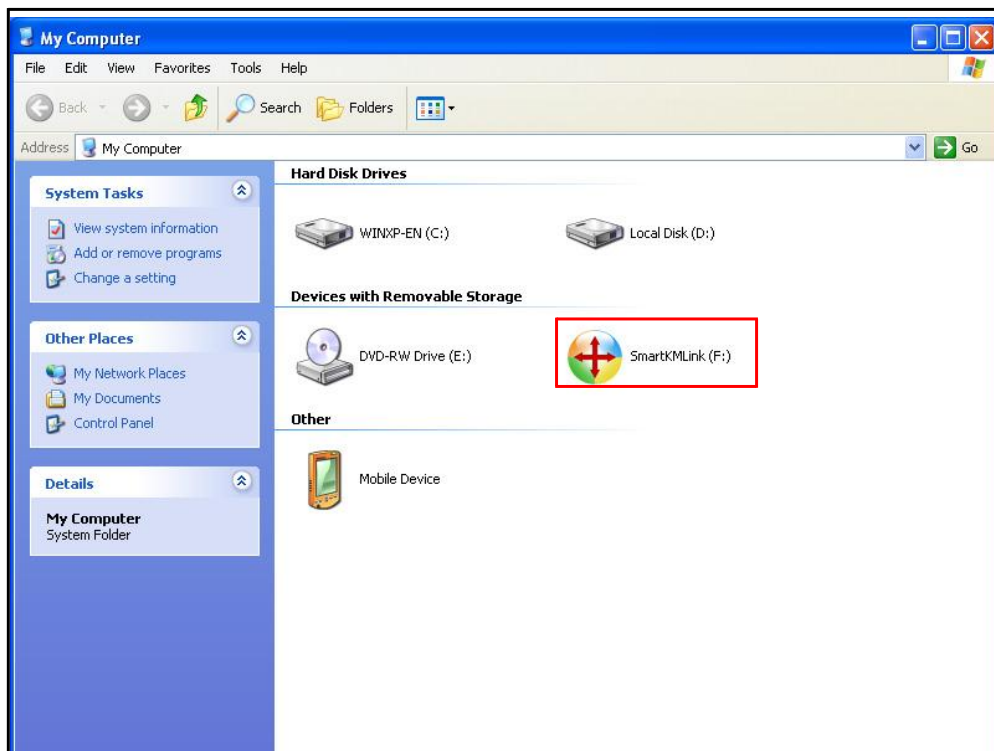 My Computer
File Edit View Favorites Tools Help
Back Search Folders
Address My Computer Go
System Tasks
View system information
Add or remove programs
Change a setting
Other Places
My Network Places
My Documents
Control Panel
Details
My Computer
System Folder
Hard Disk Drives
WINXP-EN (C:) Local Disk (D:)
Devices with Removable Storage
DVD-RW Drive (E:) SmartKMLink (F:)
Other
Mobile Device